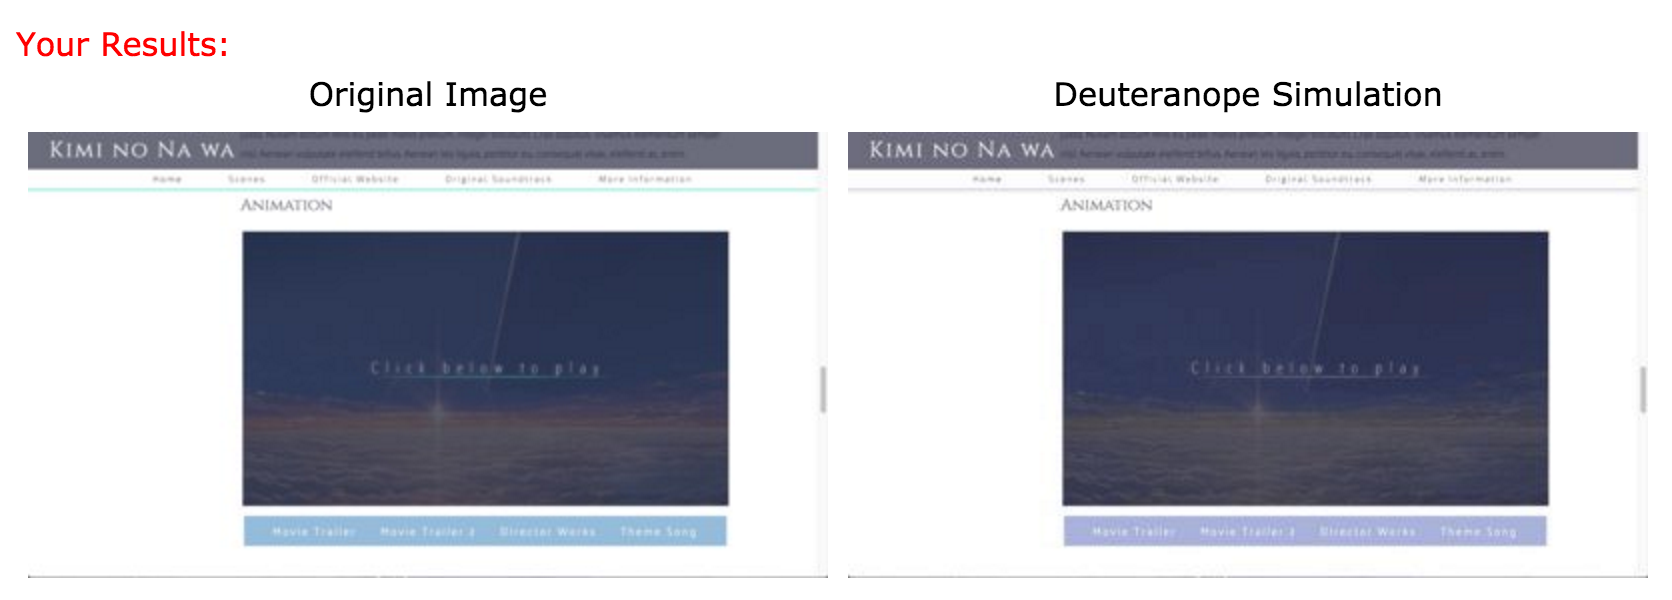 Your Results:
Original Image
Deuteranope Simulation
KIMI NO NA WA
Home Scenes Official Website Original Soundtrack More Information
ANIMATION
Click below to play
Movie Trailer Movie Trailer 2 Director Works Theme Song
KIMI NO NA WA
Home Scenes Official Website Original Soundtrack More Information
ANIMATION
Click below to play
Movie Trailer Movie Trailer 2 Director Works Theme Song